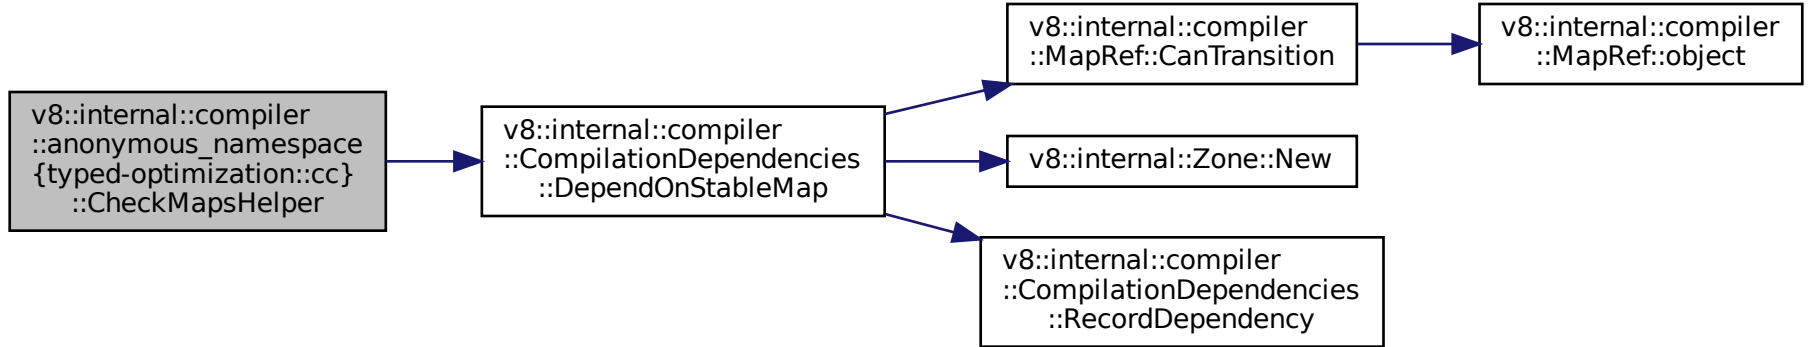 v8::internal::compiler
::anonymous_namespace
{typed-optimization::cc}
::CheckMapsHelper
v8::internal::compiler
::CompilationDependencies
::DependOnStableMap
v8::internal::compiler
::MapRef::CanTransition
v8::internal::compiler
::MapRef::object
v8::internal::Zone::New
v8::internal::compiler
::CompilationDependencies
::RecordDependency